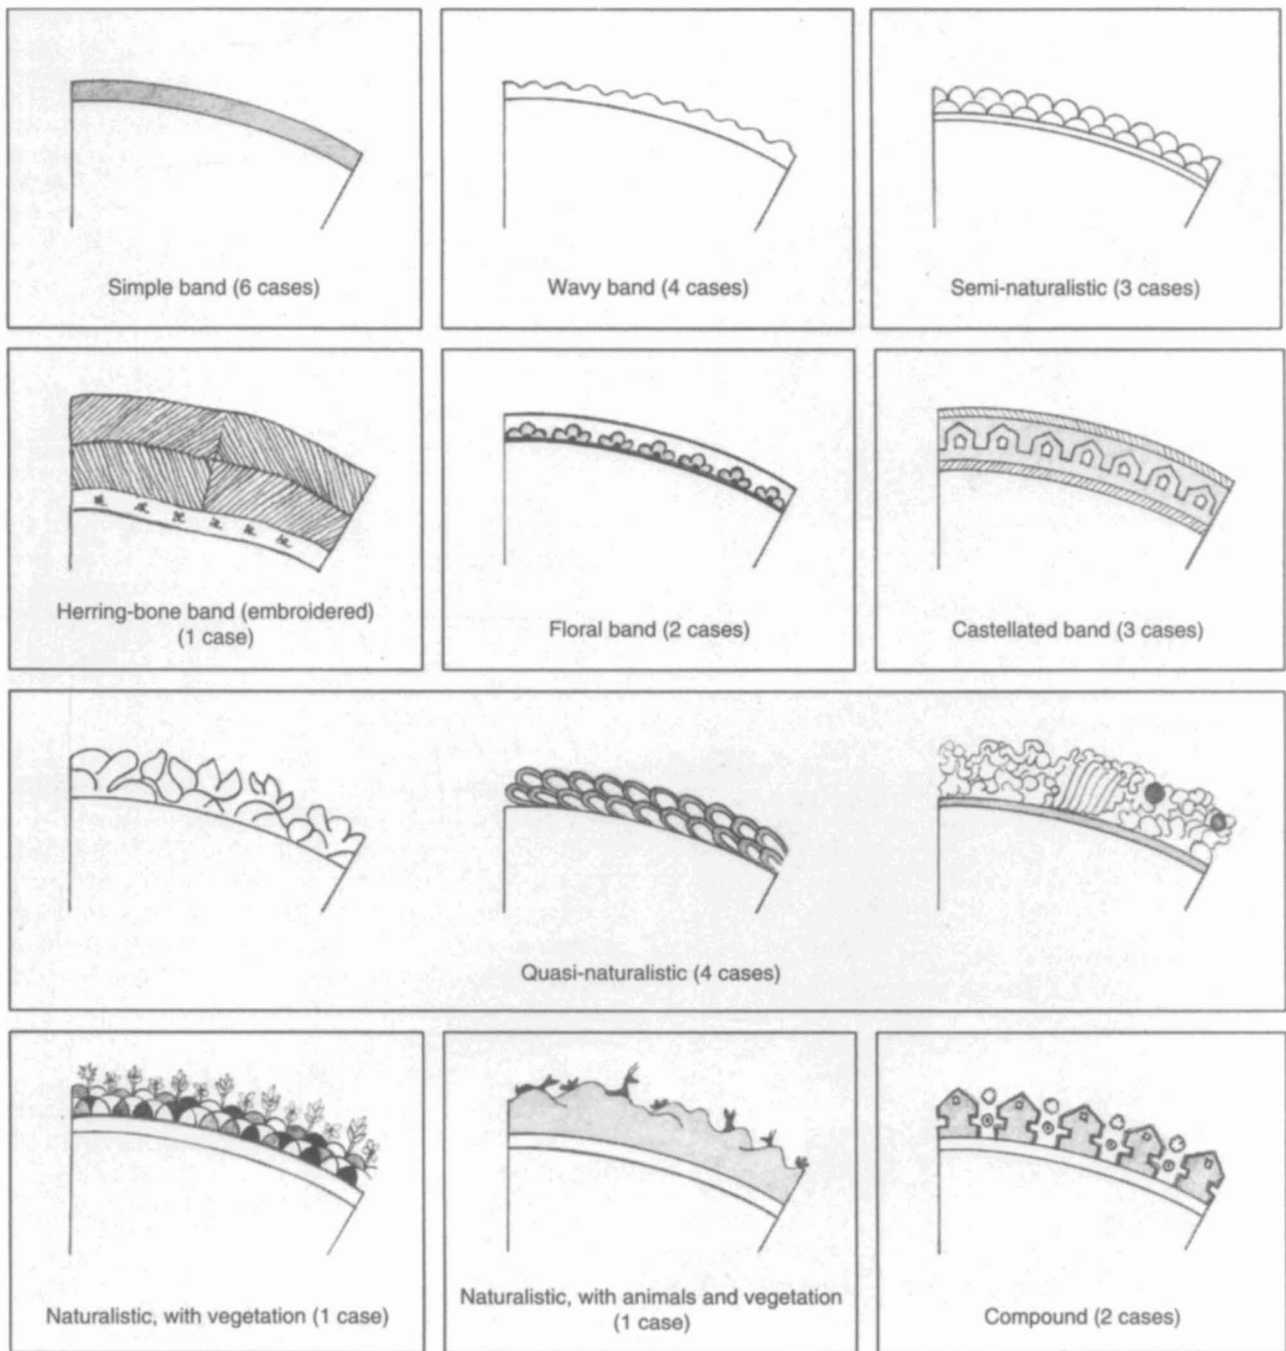 Simple band (6 cases)
Wavy band (4 cases)
Semi-naturalistic (3 cases)
Herring-bone band (embroidered)
(1 case)
Floral band (2 cases)
Castellated band (3 cases)
Quasi-naturalistic (4 cases)
Naturalistic, with vegetation (1 case)
Naturalistic, with animals and vegetation
(1 case)
Compound (2 cases)